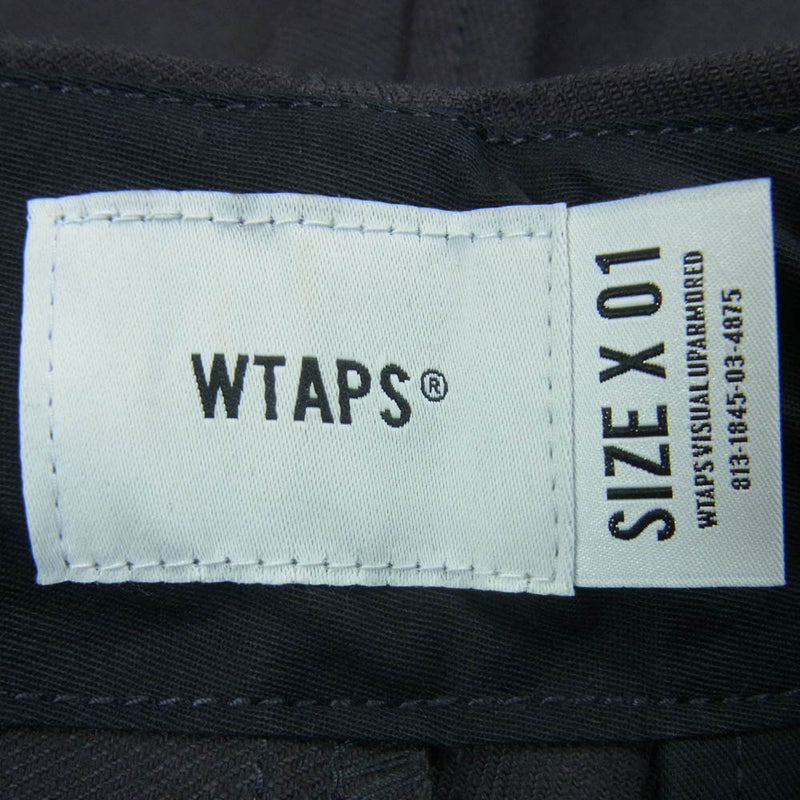 WTAPS®
SIZE X 01
WTAPS VISUAL UPARMORED
813-1845-03-4875